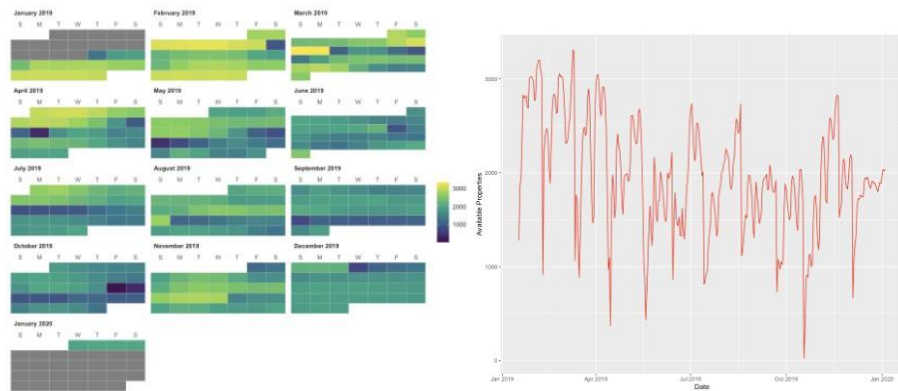 January 2019 February 2019 March 2019
S M T W T F S S M T W T F S S M T W T F S
April 2019 May 2019 June 2019
S M T W T F S S M T W T F S S M T W T F S
July 2019 August 2019 September 2019
S M T W T F S S M T W T F S S M T W T F S
October 2019 November 2019 December 2019
S M T W T F S S M T W T F S S M T W T F S
January 2020
S M T W T F S
3000
2000
1000
Available Properties
3000
2000
1000
0
Jan 2019 Apr 2019 Jul 2019 Oct 2019 Jan 2020
Date